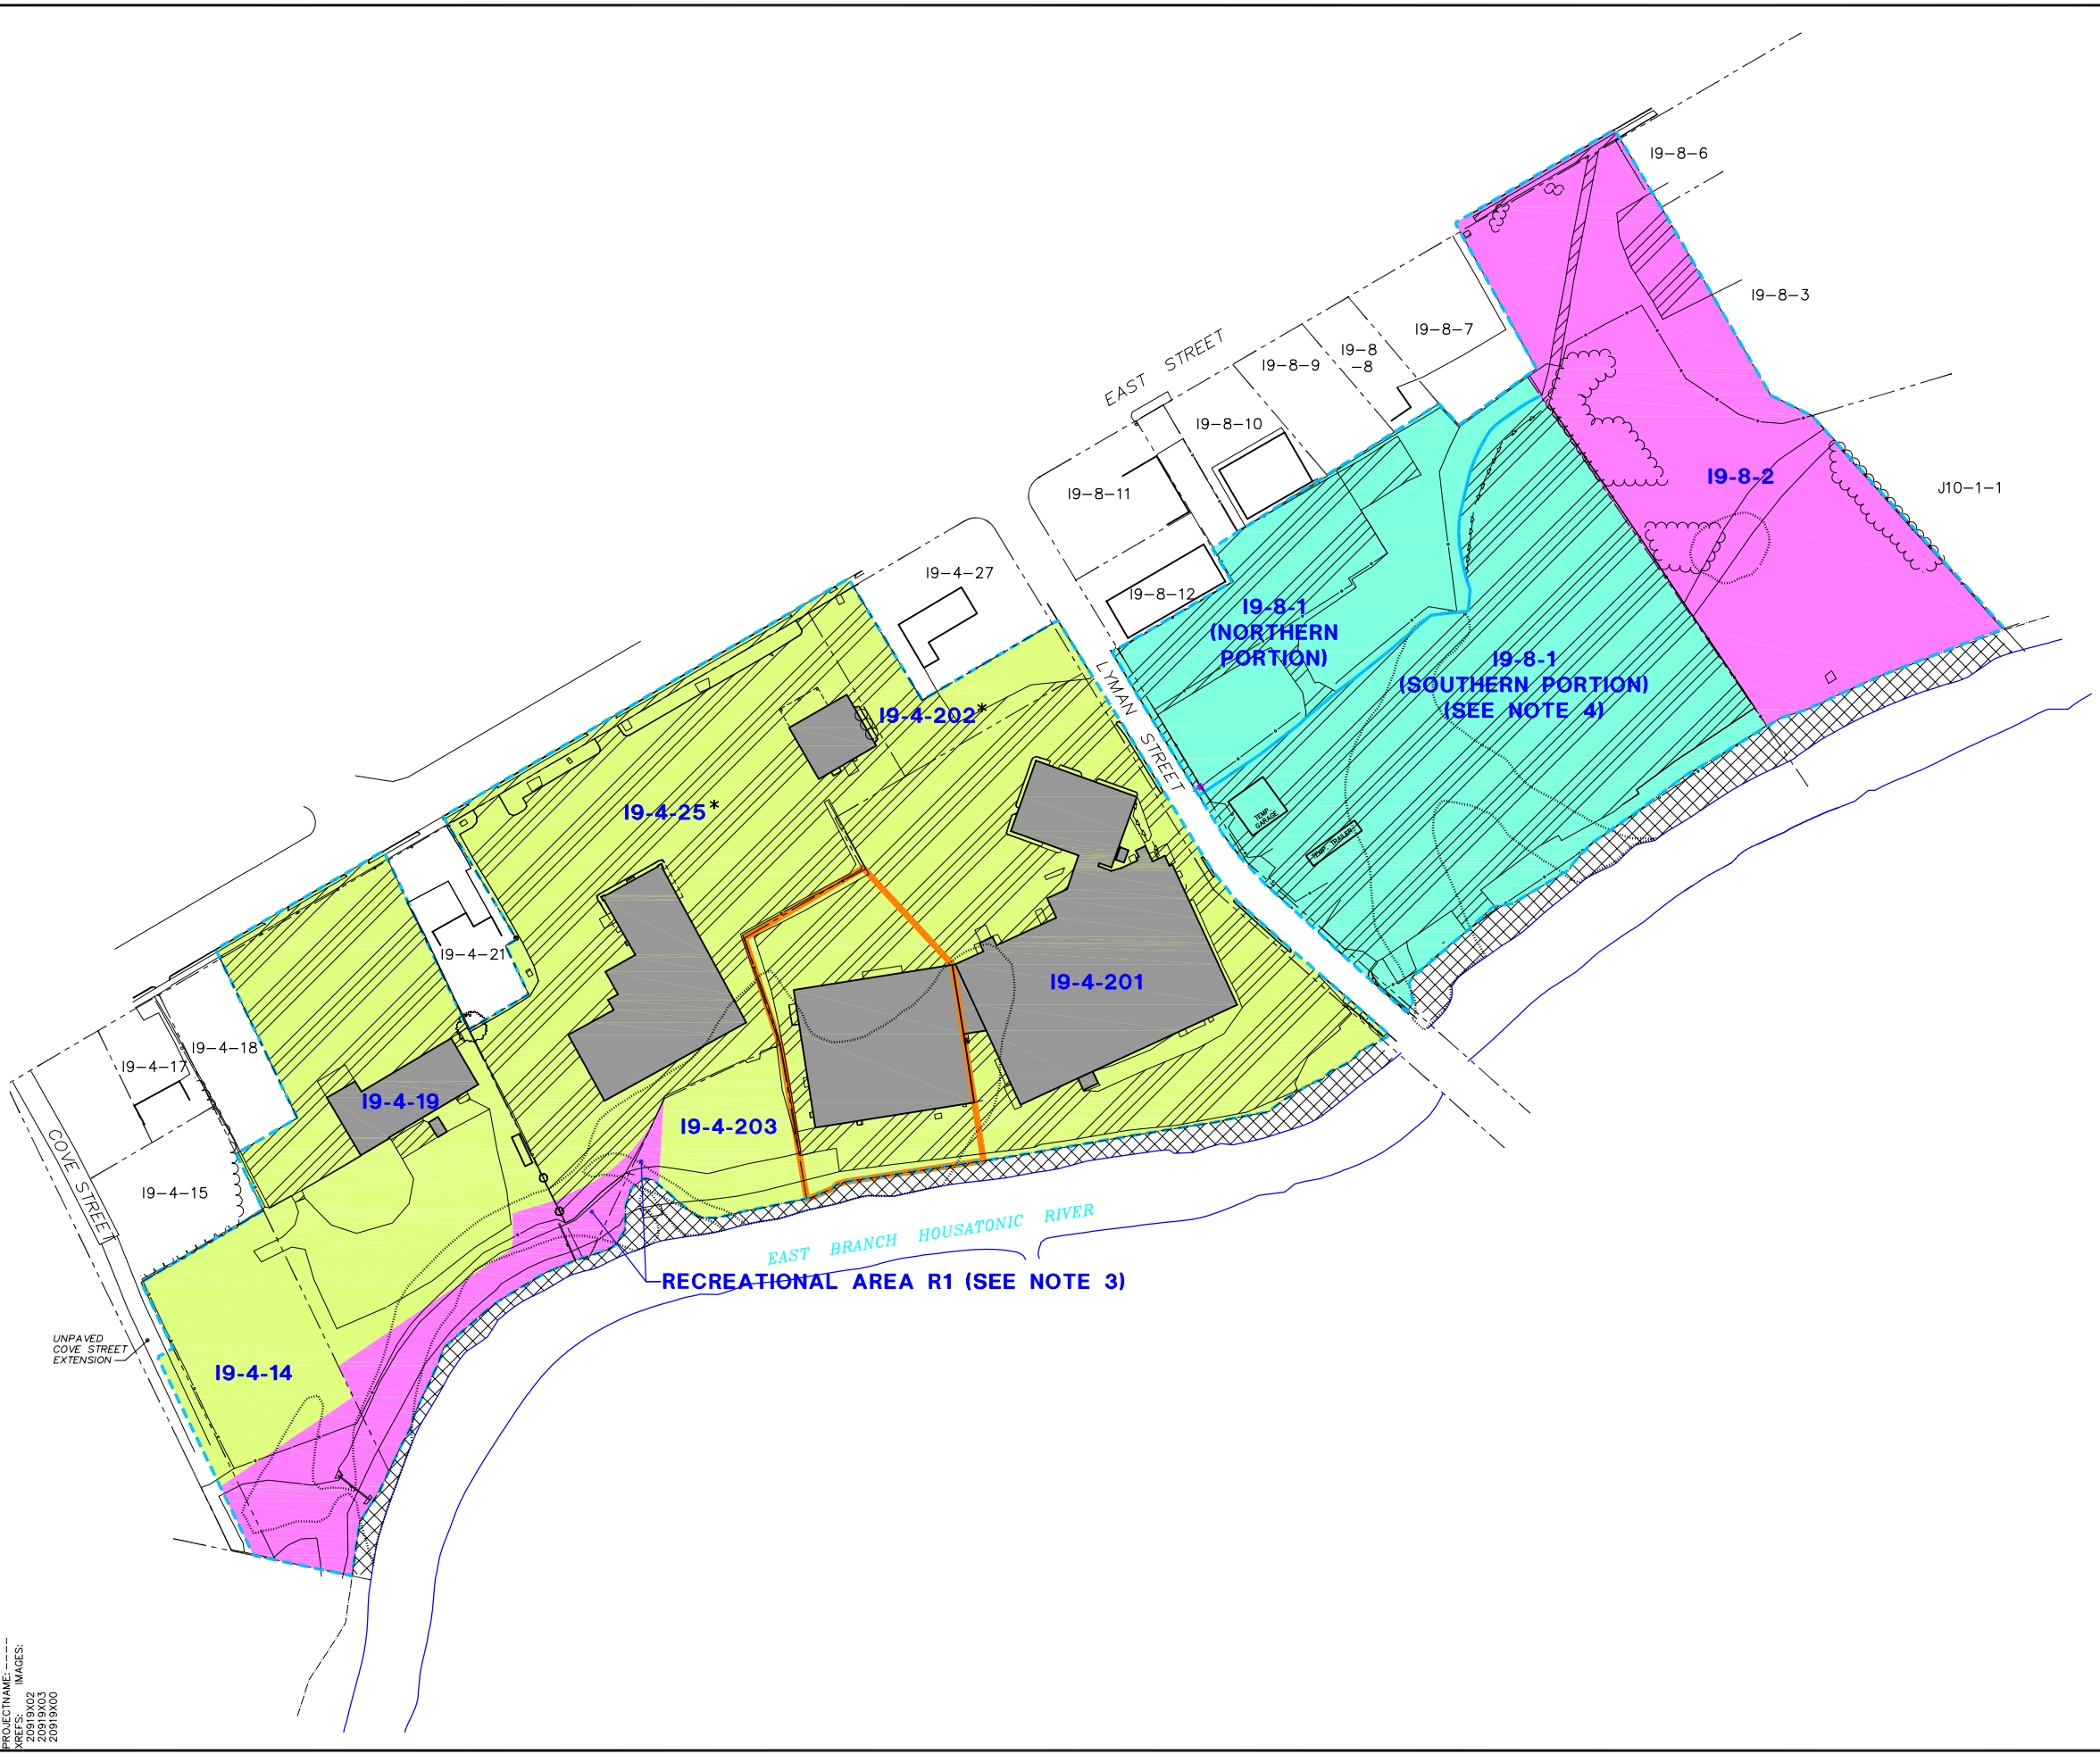 I9-8-6
I9-8-3
I9-8-7
I9-8
-8
I9-8-9
EAST STREET
I9-8-10
I9-8-11
I9-8-2
J10-1-1
I9-4-27
I9-8-12
I9-8-1
(NORTHERN
PORTION)
I9-8-1
(SOUTHERN PORTION)
(SEE NOTE 4)
LYMAN STREET
I9-4-202*
I9-4-25*
TEMP.
GARAGE
TEMP. TRAILER
I9-4-21
I9-4-201
I9-4-18
I9-4-17
I9-4-19
I9-4-203
COVE STREET
I9-4-15
EAST BRANCH HOUSATONIC RIVER
RECREATIONAL AREA R1 (SEE NOTE 3)
UNPAVED
COVE STREET
EXTENSION
I9-4-14
PROJECTNAME: ----
XREFS: IMAGES:
20919X02
20919X03
20919X00